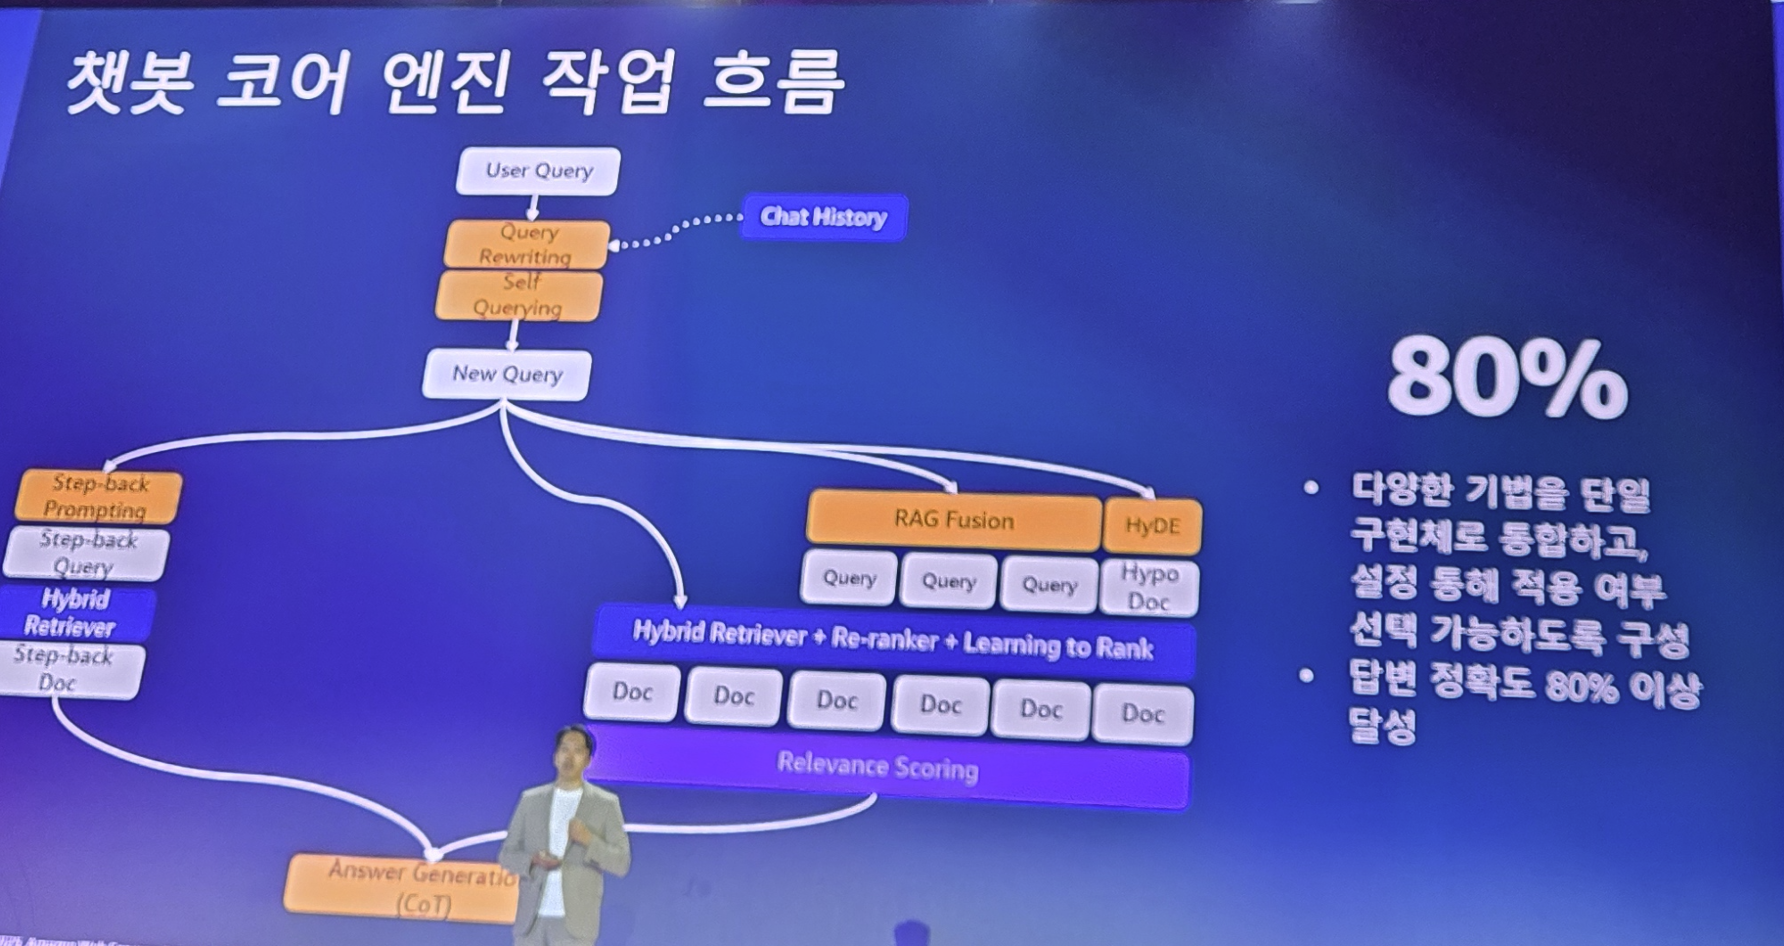 챗봇 코어 엔진 작업 흐름
User Query
Chat History
Query
Rewriting
Self
Querying
New Query
Step-back
Prompting
Step-back
Query
Hybrid
Retriever
Step-back
Doc
RAG Fusion
HyDE
Query
Query
Query
Hypo
Doc
Hybrid Retriever + Re-ranker + Learning to Rank
Doc
Doc
Doc
Doc
Doc
Doc
Relevance Scoring
Answer Generatio
(CoT)
80%
• 다양한 기법을 단일
구현체로 통합하고,
설정 통해 적용 여부
선택 가능하도록 구성
• 답변 정확도 80% 이상
달성